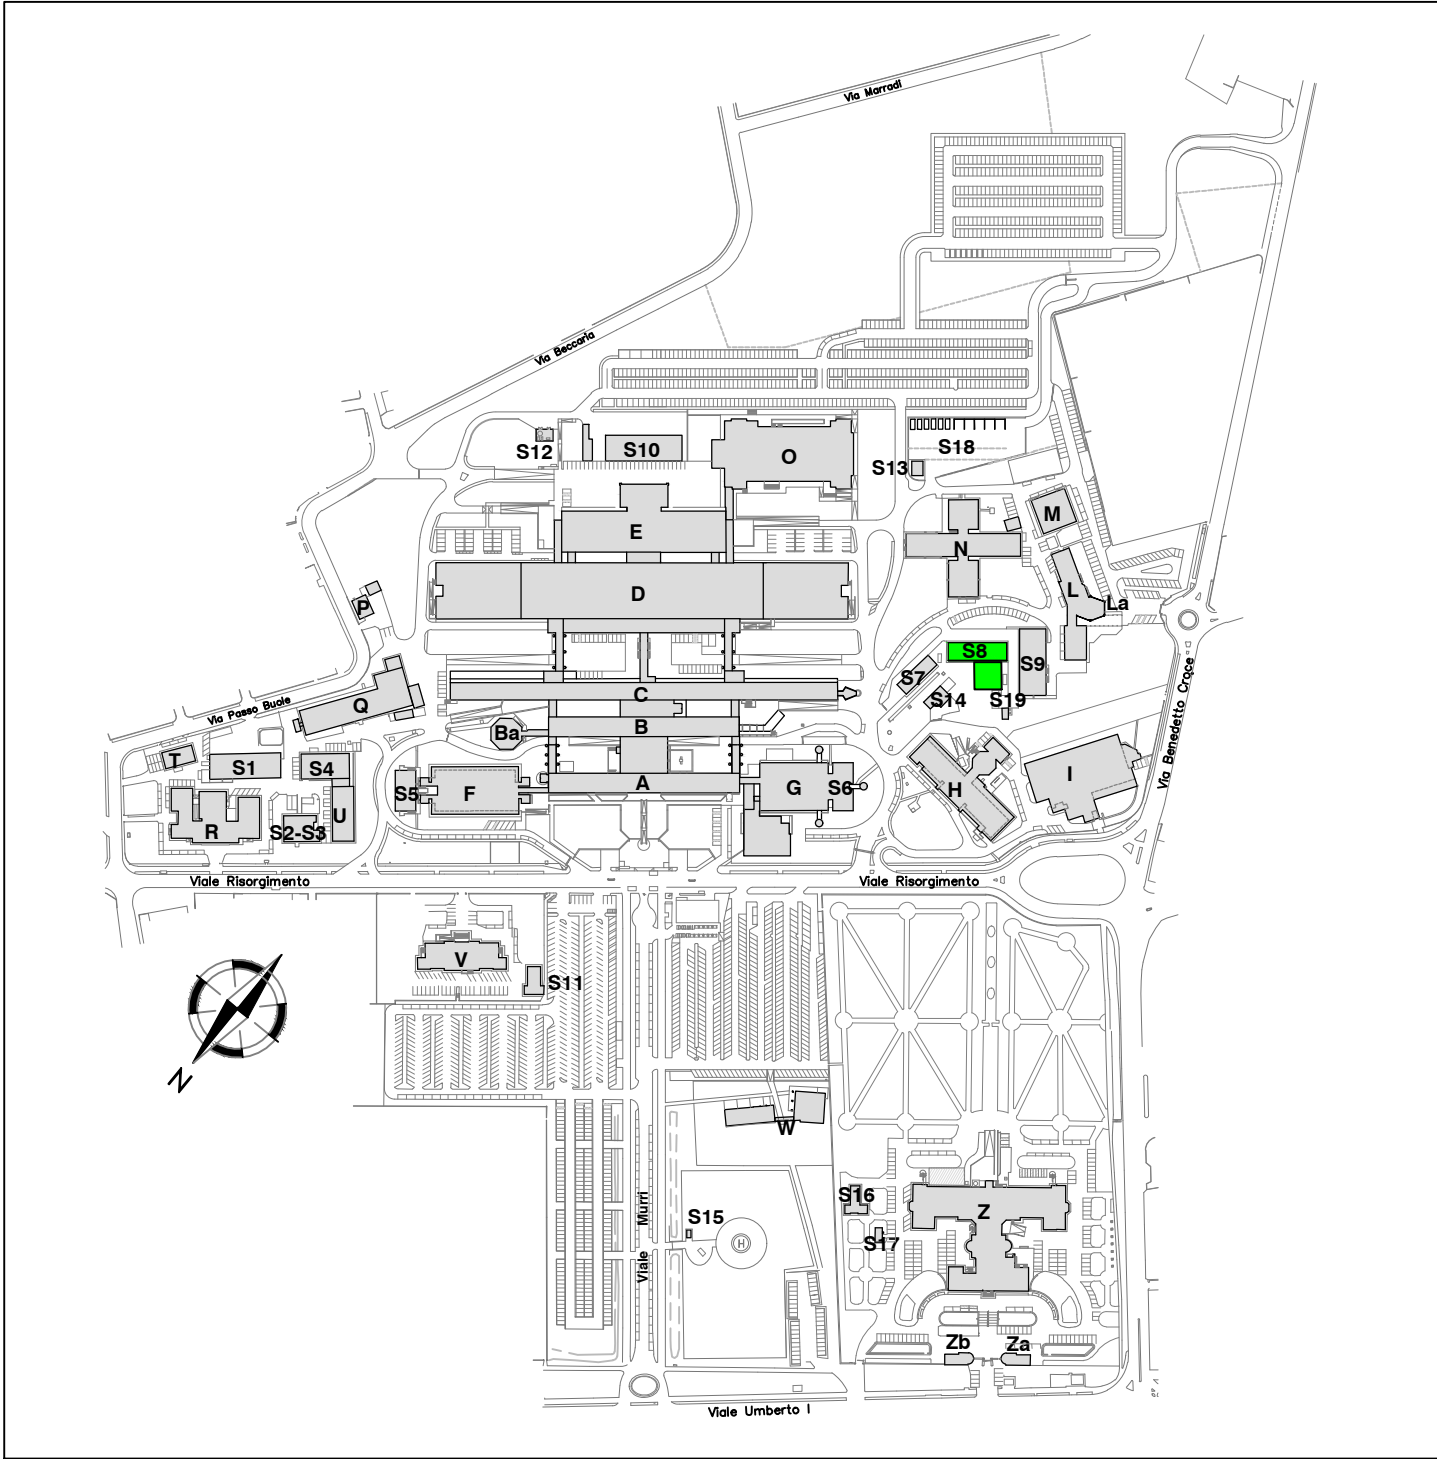 Via Marradi
Via Beccaria
S12
S10
O
S13
S18
E
M
N
D
L
La
P
S8
S9
S7
C
S14
S19
Via Passo Buole
Q
Ba
B
Via Benedetto Croce
T
S1
S4
A
S5
F
G
S6
H
I
R
S2-S3
U
Viale Risorgimento
Viale Risorgimento
V
S11
N
W
Viale Murri
S15
H
S16
S17
Z
Zb
Za
Viale Umberto I